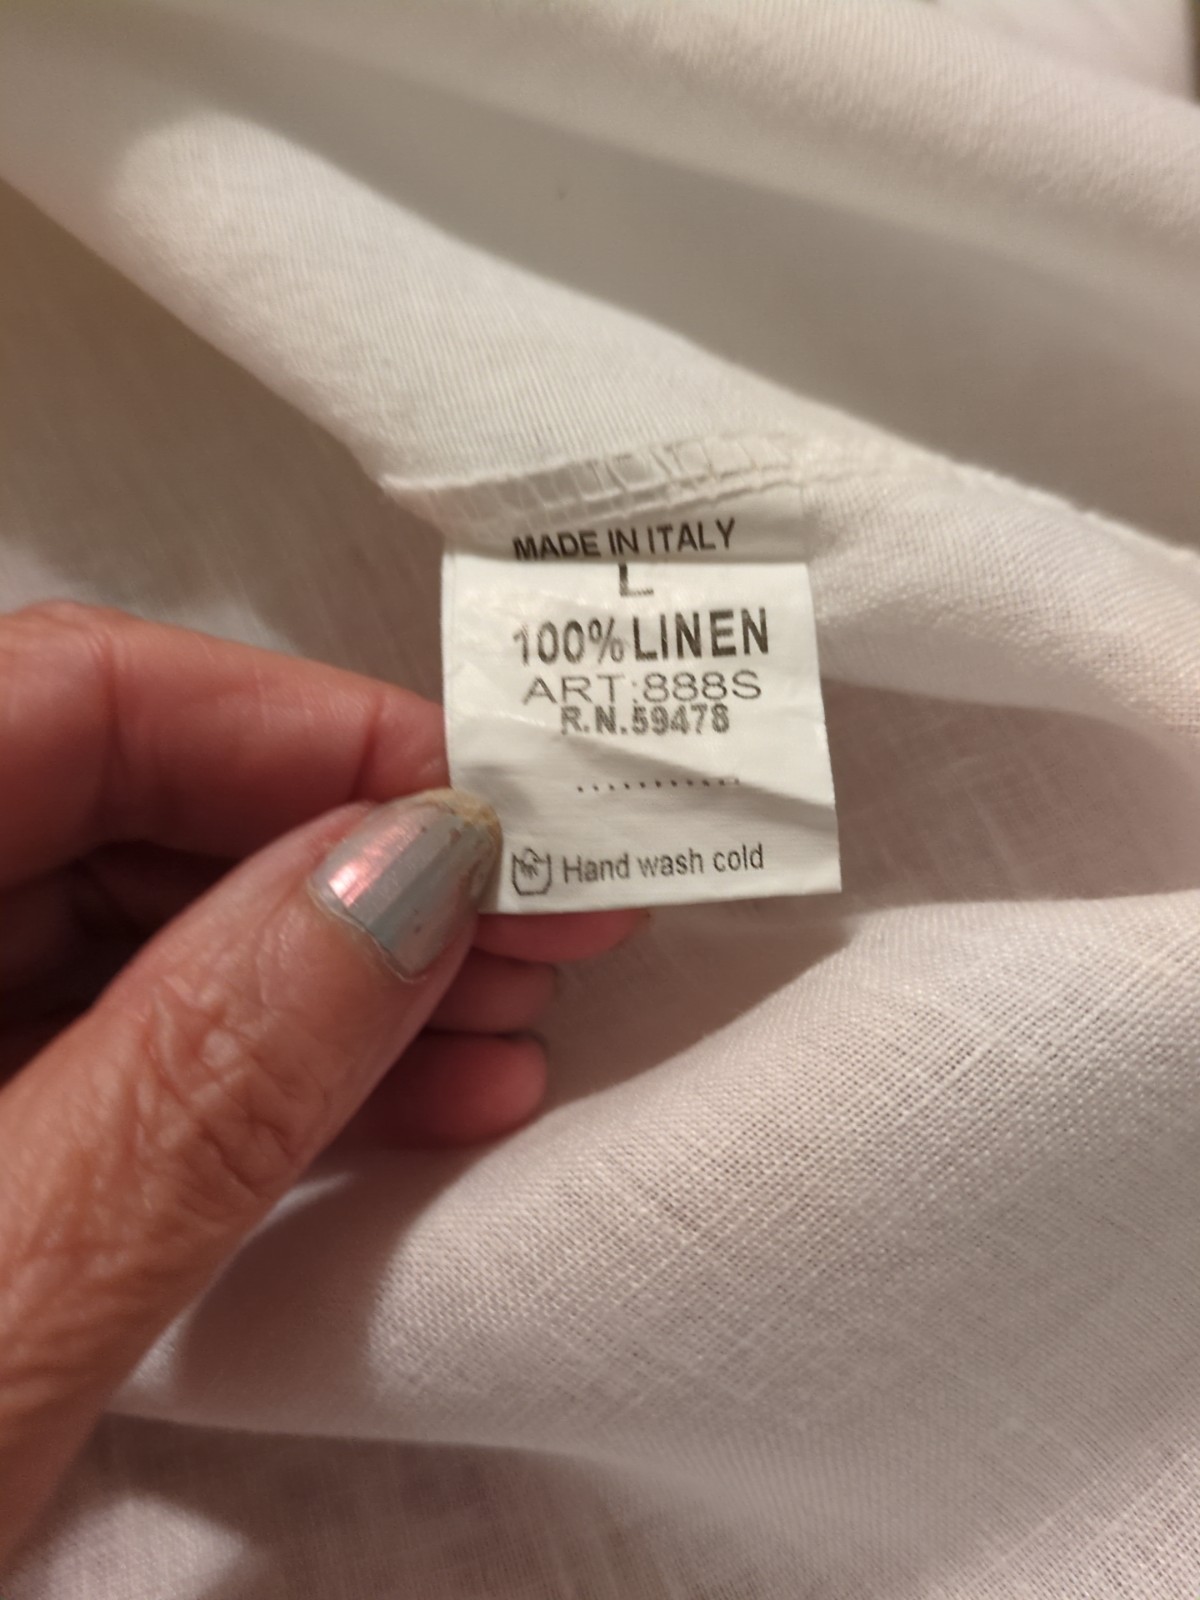 MADE IN ITALY
L
100% LINEN
ART:888S
R.N.59478
...........
Hand wash cold